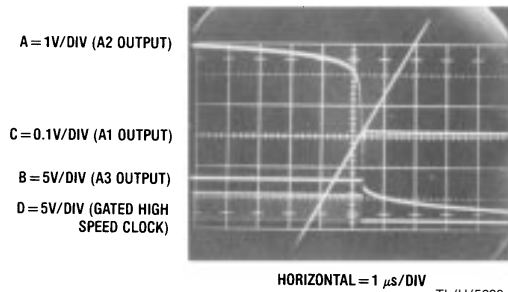 A=1V/DIV (A2 OUTPUT)
C=0.1V/DIV (A1 OUTPUT)
B=5V/DIV (A3 OUTPUT)
D=5V/DIV (GATED HIGH
SPEED CLOCK)
HORIZONTAL=1 μs/DIV